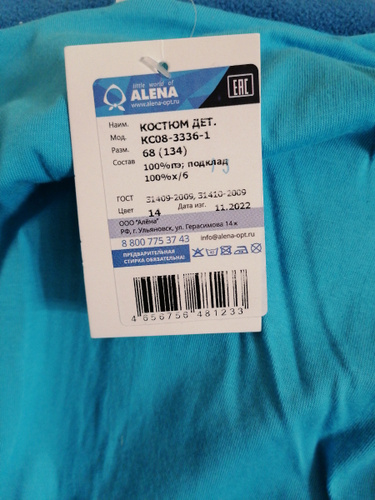 little world of
ALENA
www.alena-opt.ru
EAC
Наим. КОСТЮМ ДЕТ.
Мод. КС08-3336-1
Разм. 68 (134)
Состав 100%пэ; подклад
100%х/б
ГОСТ 31409-2009, 31410-2009
Цвет 14 Дата изг. 11.2022
ООО "Алёна"
РФ, г. Ульяновск, ул. Герасимова 14 к
8 800 775 37 43 info@alena-opt.ru
ПРЕДВАРИТЕЛЬНАЯ
СТИРКА ОБЯЗАТЕЛЬНА!
4 656756 481233